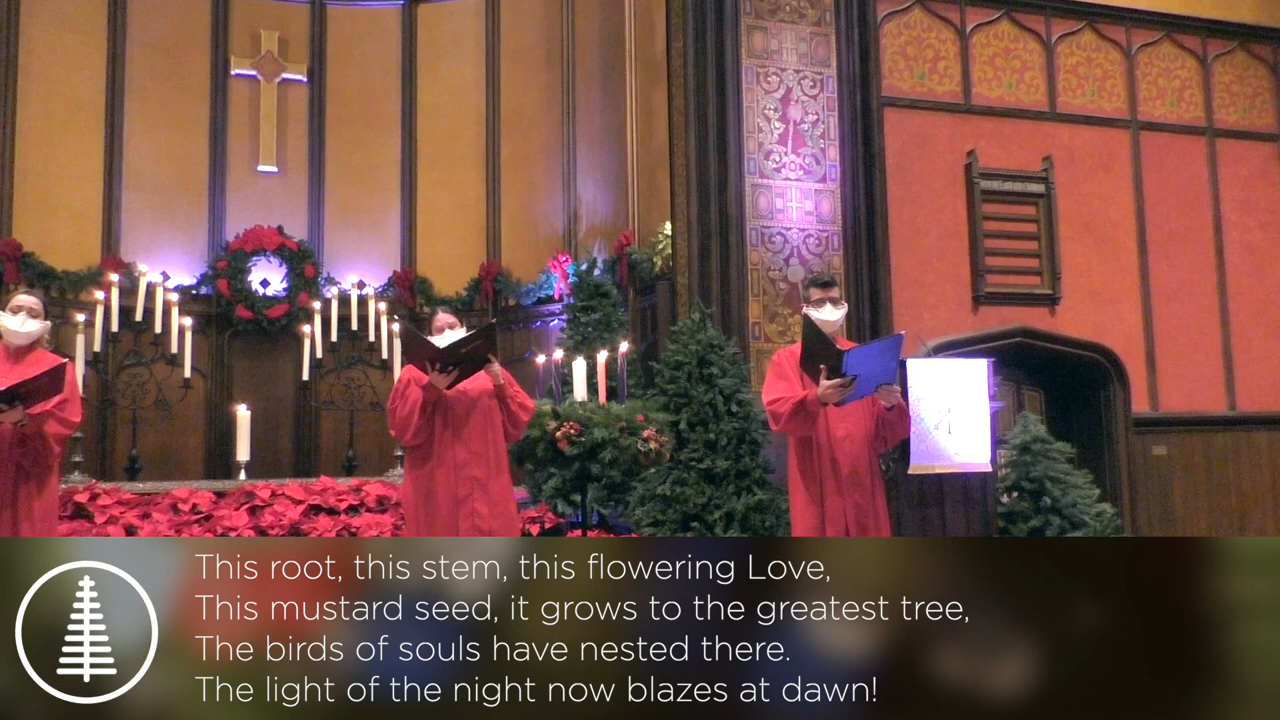 This root, this stem, this flowering Love,
This mustard seed, it grows to the greatest tree,
The birds of souls have nested there.
The light of the night now blazes at dawn!